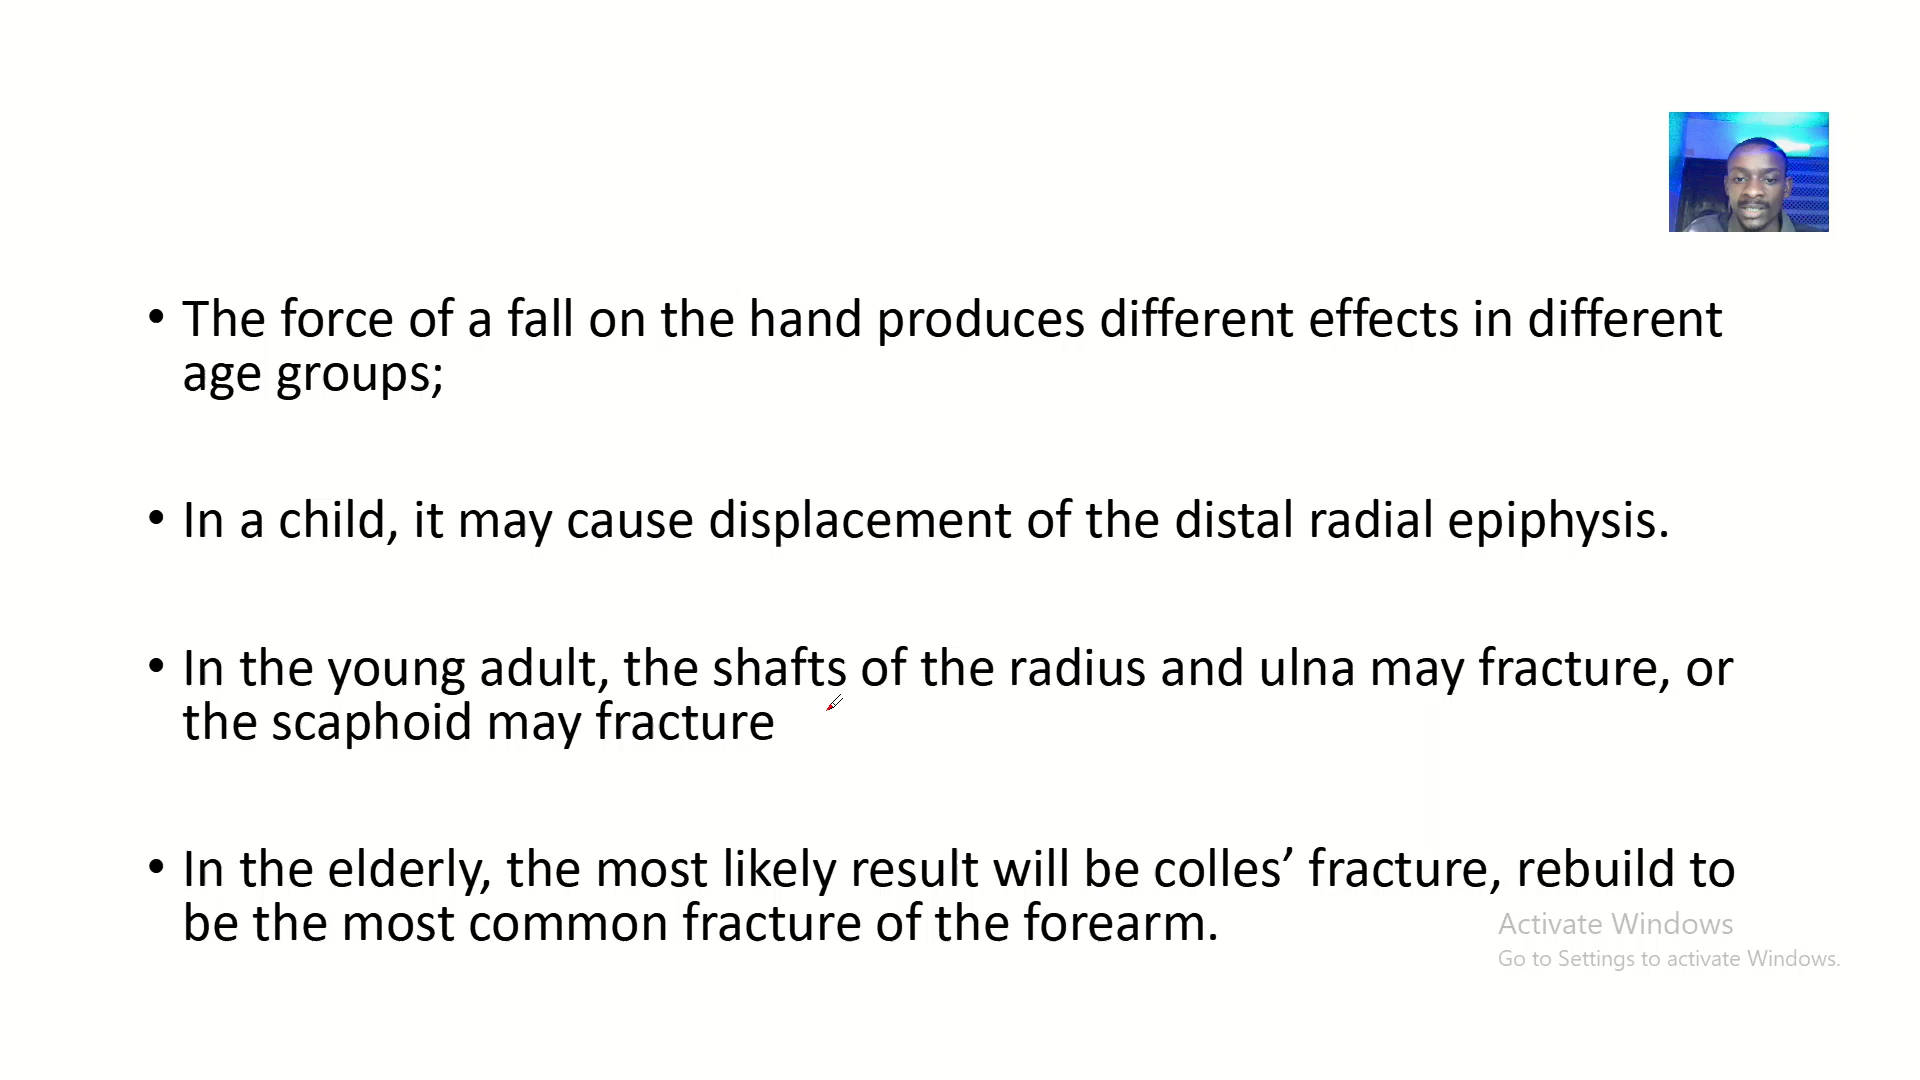 • The force of a fall on the hand produces different effects in different
age groups;
• In a child, it may cause displacement of the distal radial epiphysis.
• In the young adult, the shafts of the radius and ulna may fracture, or
the scaphoid may fracture
• In the elderly, the most likely result will be colles’ fracture, rebuild to
be the most common fracture of the forearm.
Activate Windows
Go to Settings to activate Windows.